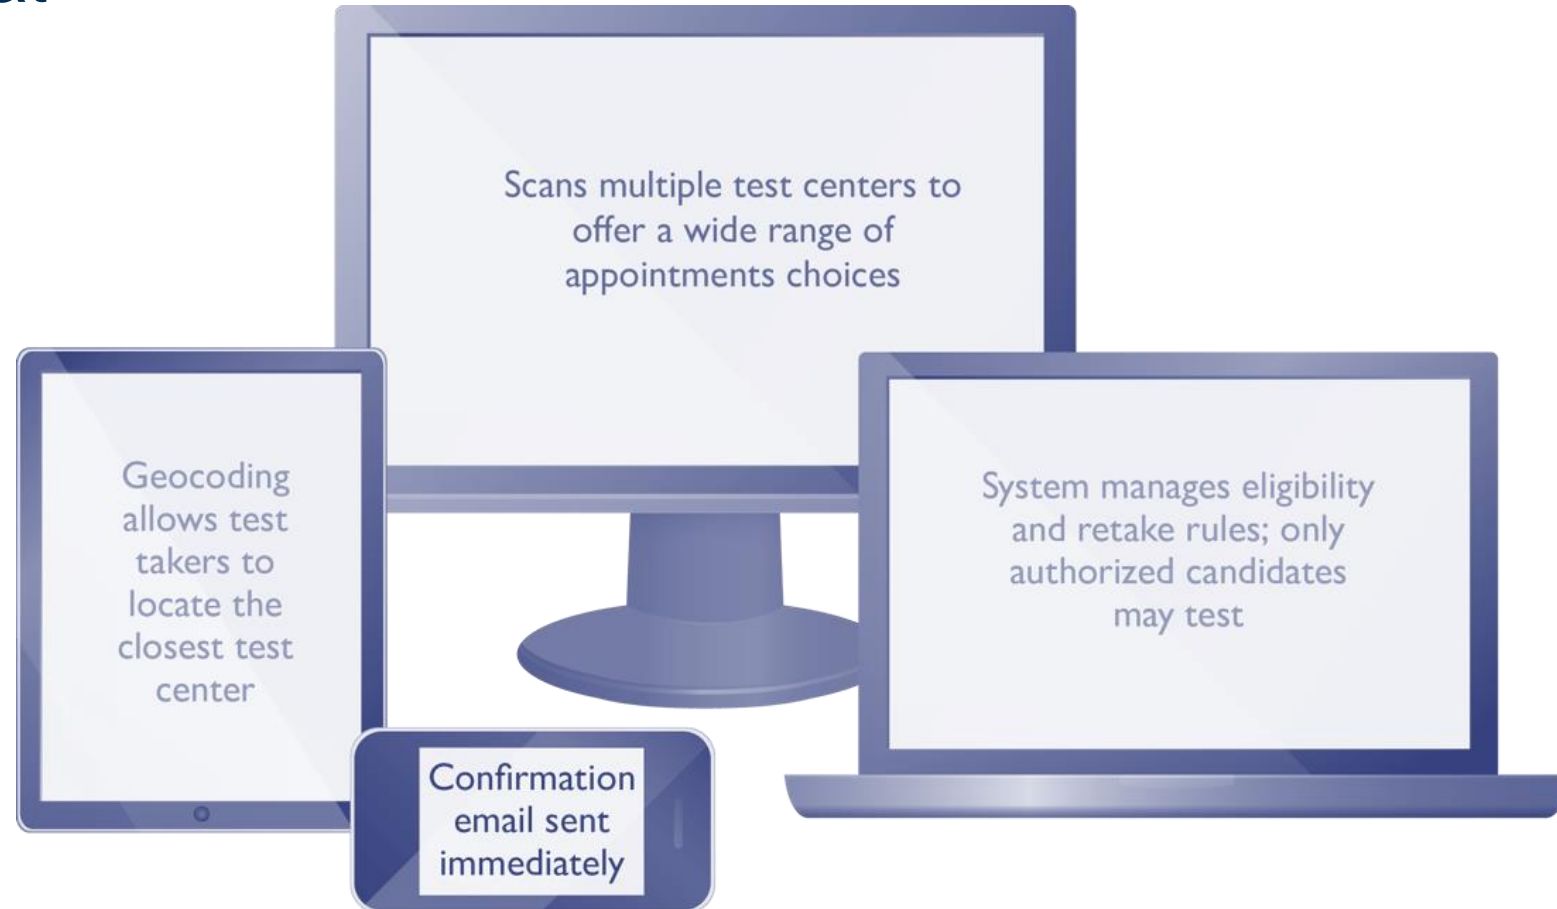 Scans multiple test centers to
offer a wide range of
appointments choices
Geocoding
allows test
takers to
locate the
closest test
center
System manages eligibility
and retake rules; only
authorized candidates
may test
Confirmation
email sent
immediately